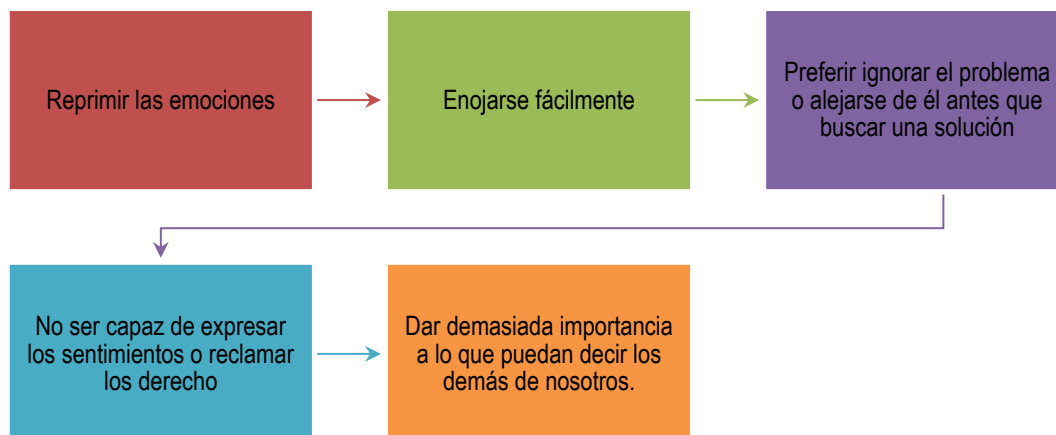 Reprimir las emociones
Enojarse fácilmente
Preferir ignorar el problema
o alejarse de él antes que
buscar una solución
No ser capaz de expresar
los sentimientos o reclamar
los derecho
Dar demasiada importancia
a lo que puedan decir los
demás de nosotros.